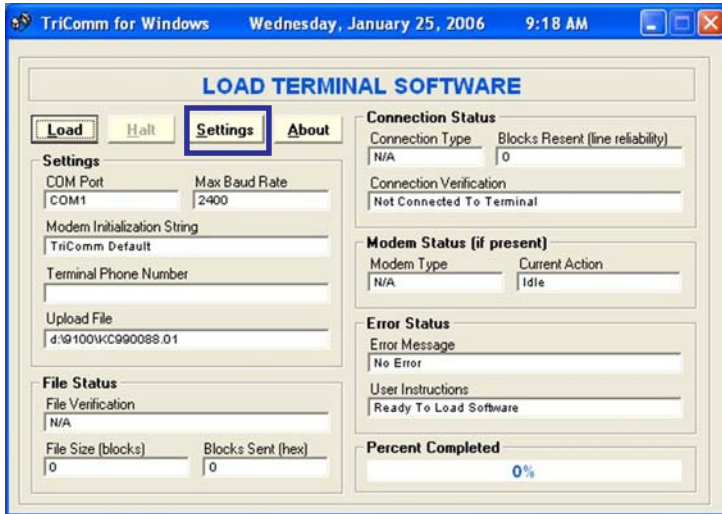 TriComm for Windows Wednesday, January 25, 2006 9:18 AM
LOAD TERMINAL SOFTWARE
Load Halt Settings About
Settings
COM Port Max Baud Rate
COM1 2400
Modem Initialization String
TriComm Default
Terminal Phone Number
Upload File
d:\9100\KC990088.01
File Status
File Verification
N/A
File Size (blocks) Blocks Sent (hex)
0 0
Connection Status
Connection Type Blocks Resent (line reliability)
N/A 0
Connection Verification
Not Connected To Terminal
Modem Status (if present)
Modem Type Current Action
N/A Idle
Error Status
Error Message
No Error
User Instructions
Ready To Load Software
Percent Completed
0%